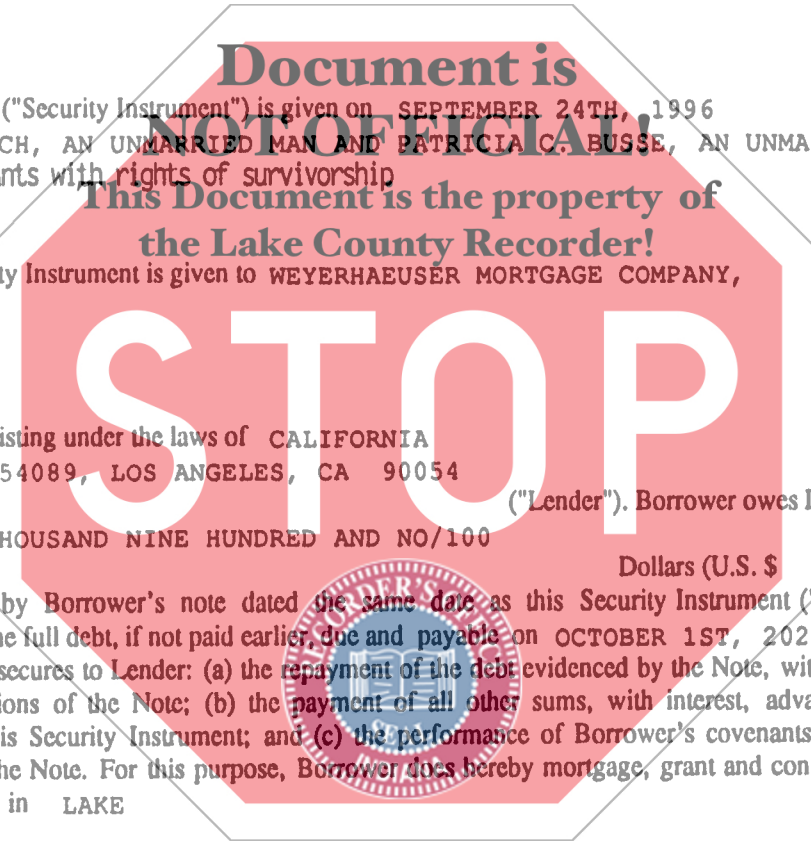 Document is
("Security Instrument") is given on SEPTEMBER 24TH, 1996
NOT OFFICIAL!
CH, AN UNMARRIED MAN AND PATRICIA C. BUSSE, AN UNMA
nts with rights of survivorship
This Document is the property of
the Lake County Recorder!
ty Instrument is given to WEYERHAEUSER MORTGAGE COMPANY,
STOP
isting under the laws of CALIFORNIA
54089, LOS ANGELES, CA 90054
("Lender"). Borrower owes
HOUSAND NINE HUNDRED AND NO/100
Dollars (U.S. $
by Borrower's note dated the same date as this Security Instrument (
he full debt, if not paid earlier, due and payable on OCTOBER 1ST, 202
secures to Lender: (a) the repayment of the debt evidenced by the Note, wit
ions of the Note; (b) the payment of all other sums, with interest, adva
is Security Instrument; and (c) the performance of Borrower's covenants
he Note. For this purpose, Borrower does hereby mortgage, grant and con
in LAKE
SEAL